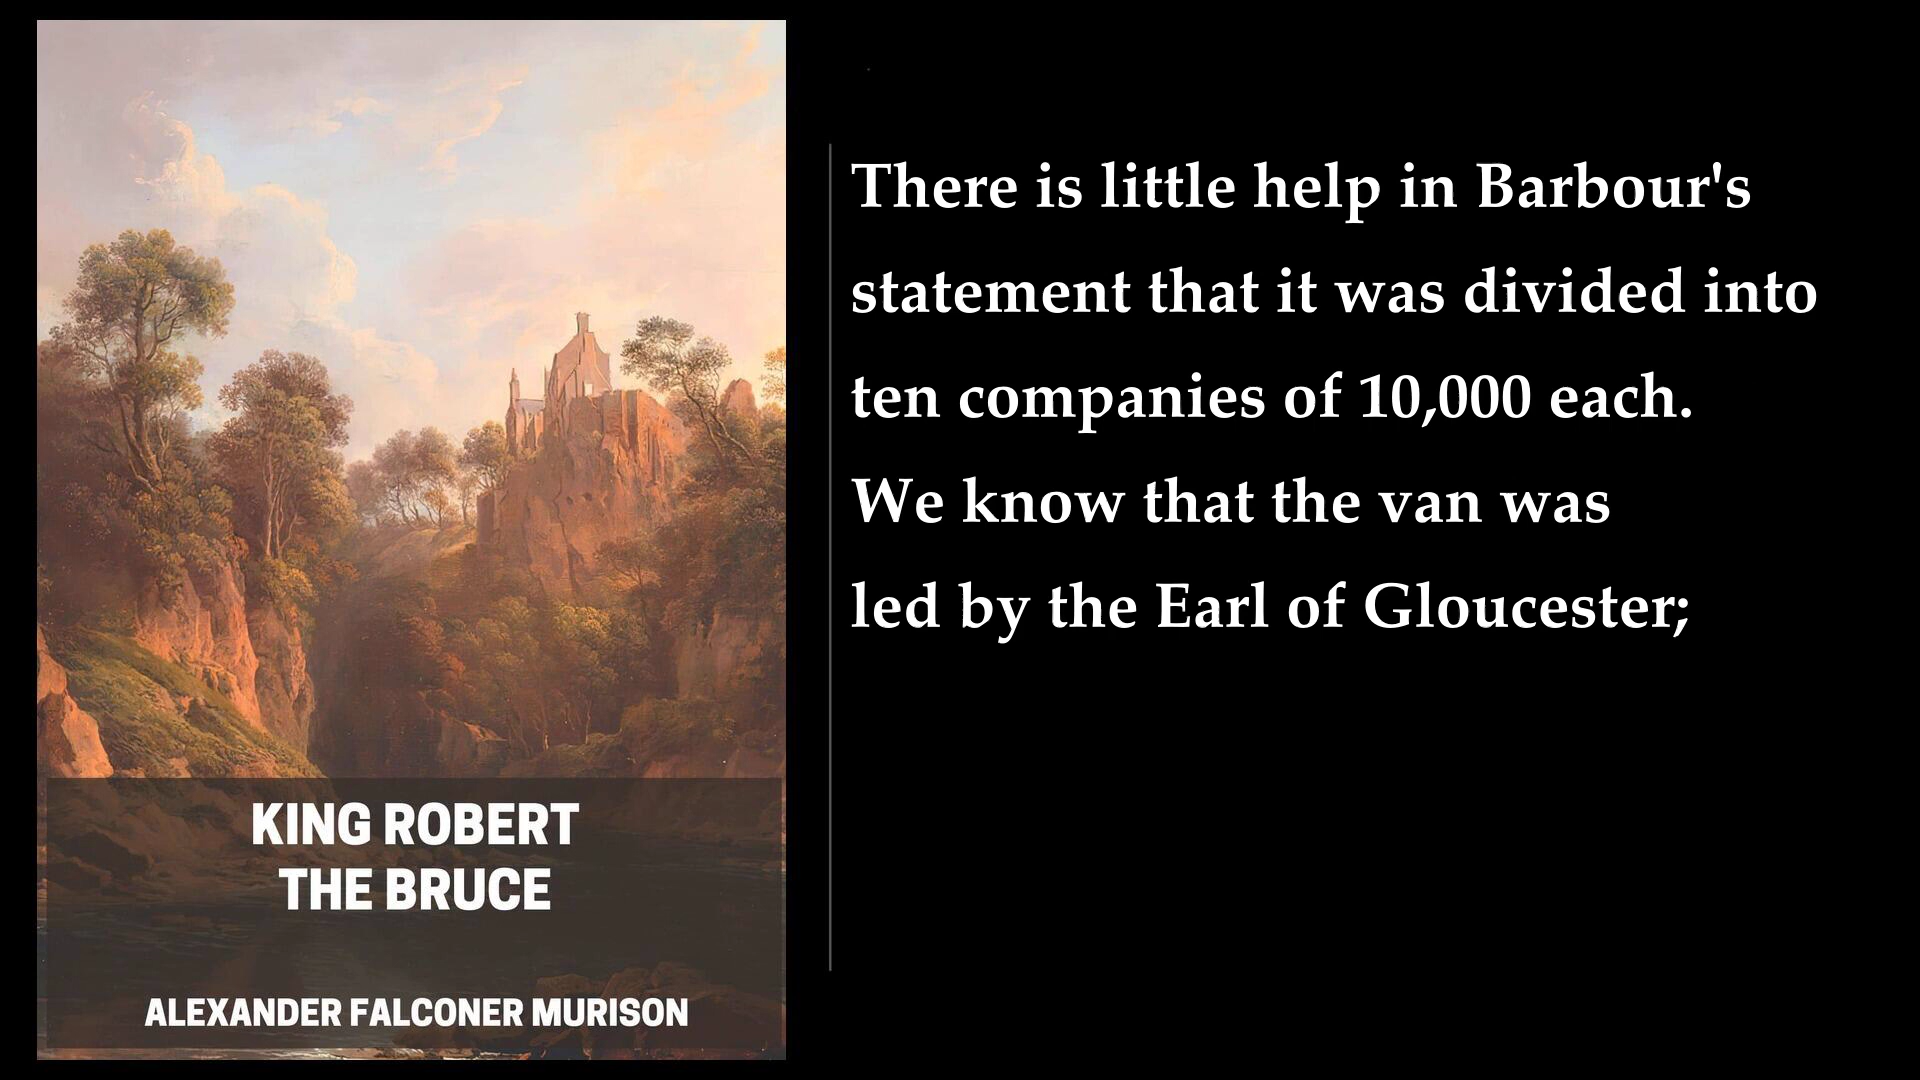 KING ROBERT
THE BRUCE
ALEXANDER FALCONER MURISON
There is little help in Barbour's
statement that it was divided into
ten companies of 10,000 each.
We know that the van was
led by the Earl of Gloucester;